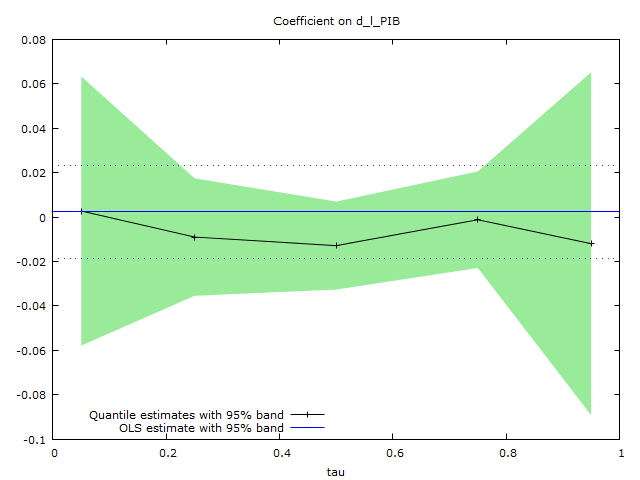 Coefficient on d_l_PIB
0.08
0.06
0.04
0.02
0
-0.02
-0.04
-0.06
-0.08
-0.1
Quantile estimates with 95% band
OLS estimate with 95% band
0 0.2 0.4 0.6 0.8 1
tau